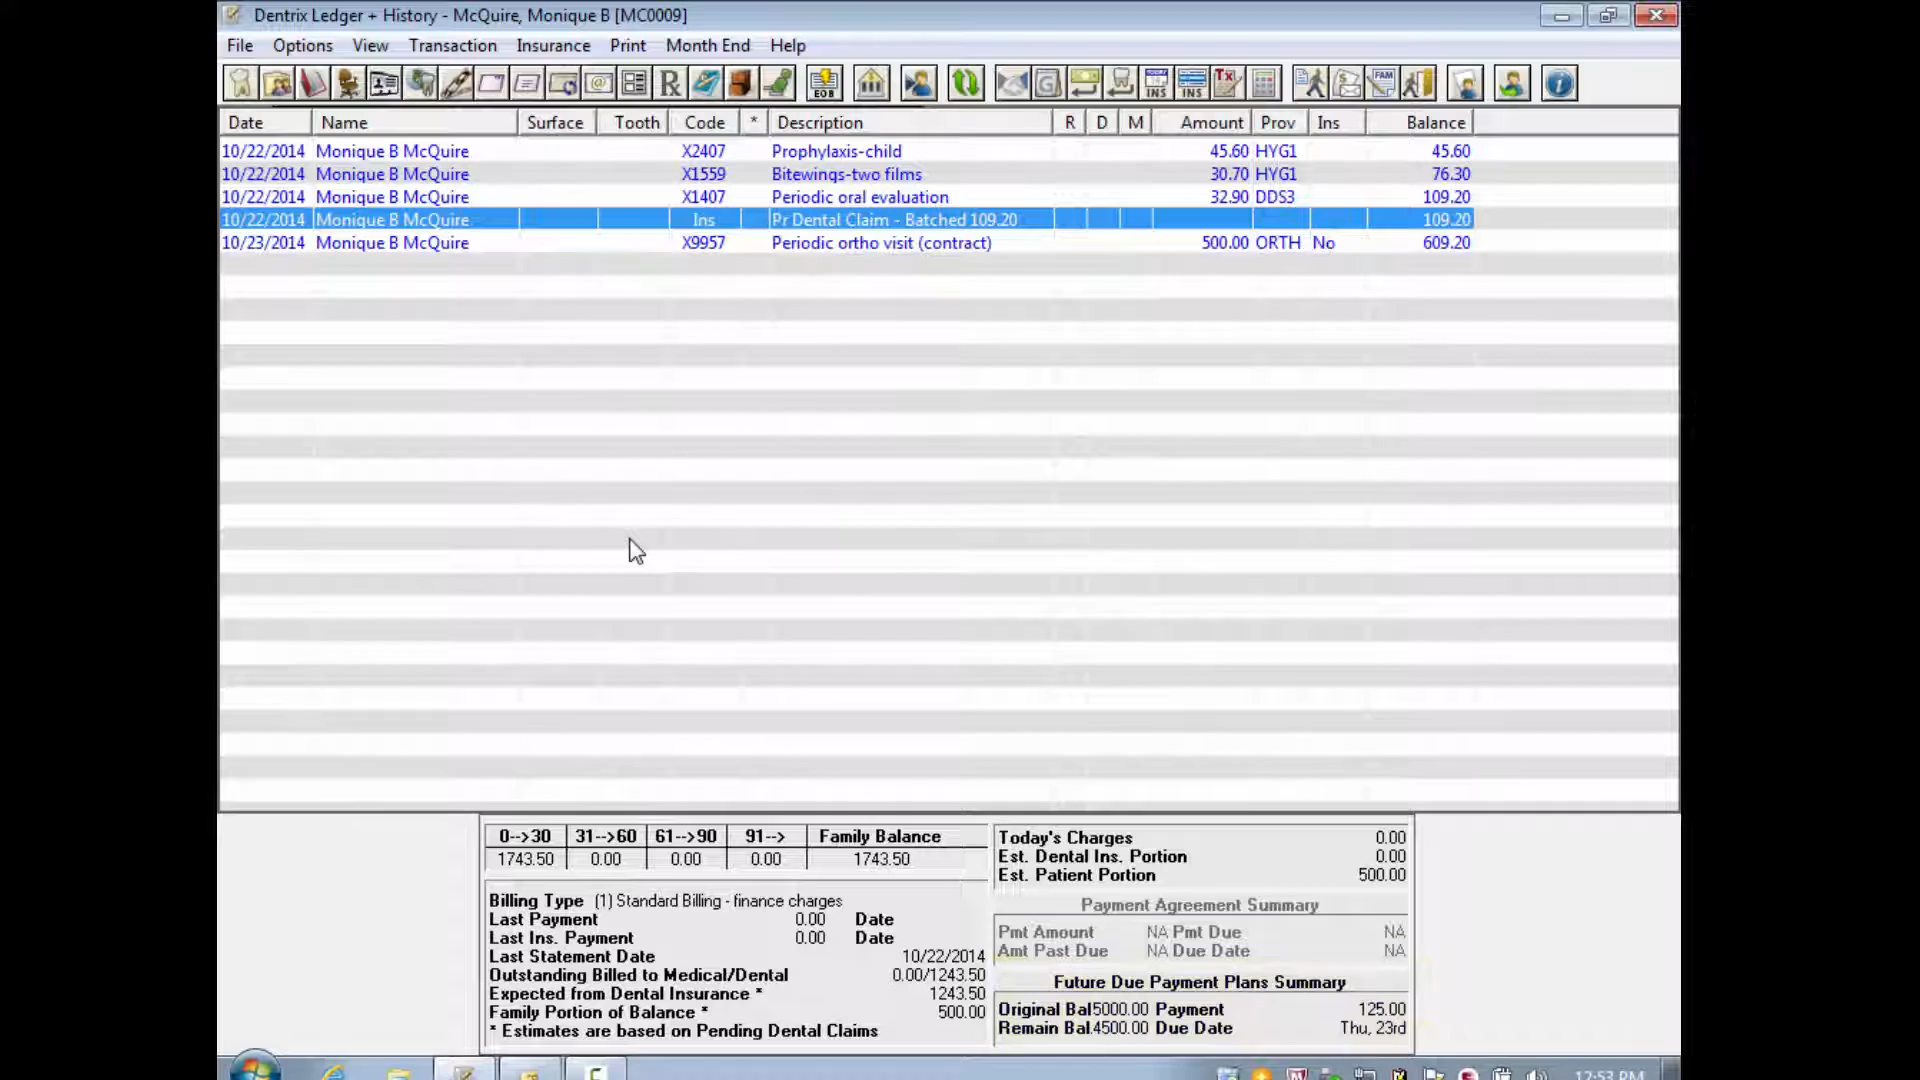 Dentrix Ledger + History - McQuire, Monique B [MC0009]
File Options View Transaction Insurance Print Month End Help
EOB G INS INS Tx FAM
Date Name Surface Tooth Code * Description R D M Amount Prov Ins Balance
10/22/2014 Monique B McQuire X2407 Prophylaxis-child 45.60 HYG1 45.60
10/22/2014 Monique B McQuire X1559 Bitewings-two films 30.70 HYG1 76.30
10/22/2014 Monique B McQuire X1407 Periodic oral evaluation 32.90 DDS3 109.20
10/22/2014 Monique B McQuire Ins Pr Dental Claim - Batched 109.20 109.20
10/23/2014 Monique B McQuire X9957 Periodic ortho visit (contract) 500.00 ORTH No 609.20
0-->30 31-->60 61-->90 91--> Family Balance
1743.50 0.00 0.00 0.00 1743.50
Billing Type (1) Standard Billing - finance charges
Last Payment 0.00 Date
Last Ins. Payment 0.00 Date
Last Statement Date 10/22/2014
Outstanding Billed to Medical/Dental 0.00/1243.50
Expected from Dental Insurance * 1243.50
Family Portion of Balance * 500.00
* Estimates are based on Pending Dental Claims
Today's Charges 0.00
Est. Dental Ins. Portion 0.00
Est. Patient Portion 500.00
Payment Agreement Summary
Pmt Amount NA Pmt Due NA
Amt Past Due NA Due Date NA
Future Due Payment Plans Summary
Original Bal 5000.00 Payment 125.00
Remain Bal. 4500.00 Due Date Thu, 23rd
12:53 PM